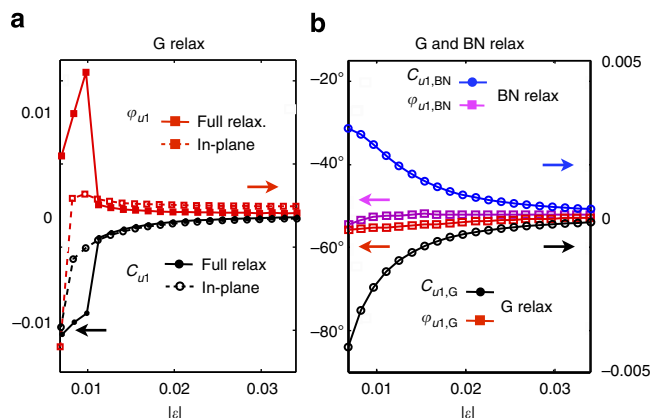 a
G relax
0.01
0
−0.01
φu1
Full relax.
In-plane
Cu1
Full relax
In-plane
0.01
0.02
0.03
|ε|
b
G and BN relax
−20°
−40°
−60°
−80°
0.005
0
−0.005
Cu1,BN
φu1,BN
BN relax
Cu1,G
φu1,G
G relax
0.01
0.02
0.03
|ε|